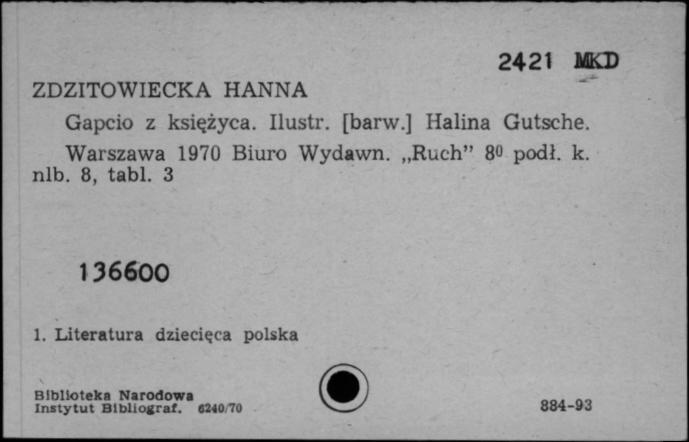 2421 MKD
ZDZITOWIECKA HANNA
Gapcio z księżyca. Ilustr. [barw.] Halina Gutsche.
Warszawa 1970 Biuro Wydawn. „Ruch” 8⁰ podł. k.
nlb. 8, tabl. 3
136600
1. Literatura dziecięca polska
Biblioteka Narodowa
Instytut Bibliograf. 6240/70
884-93